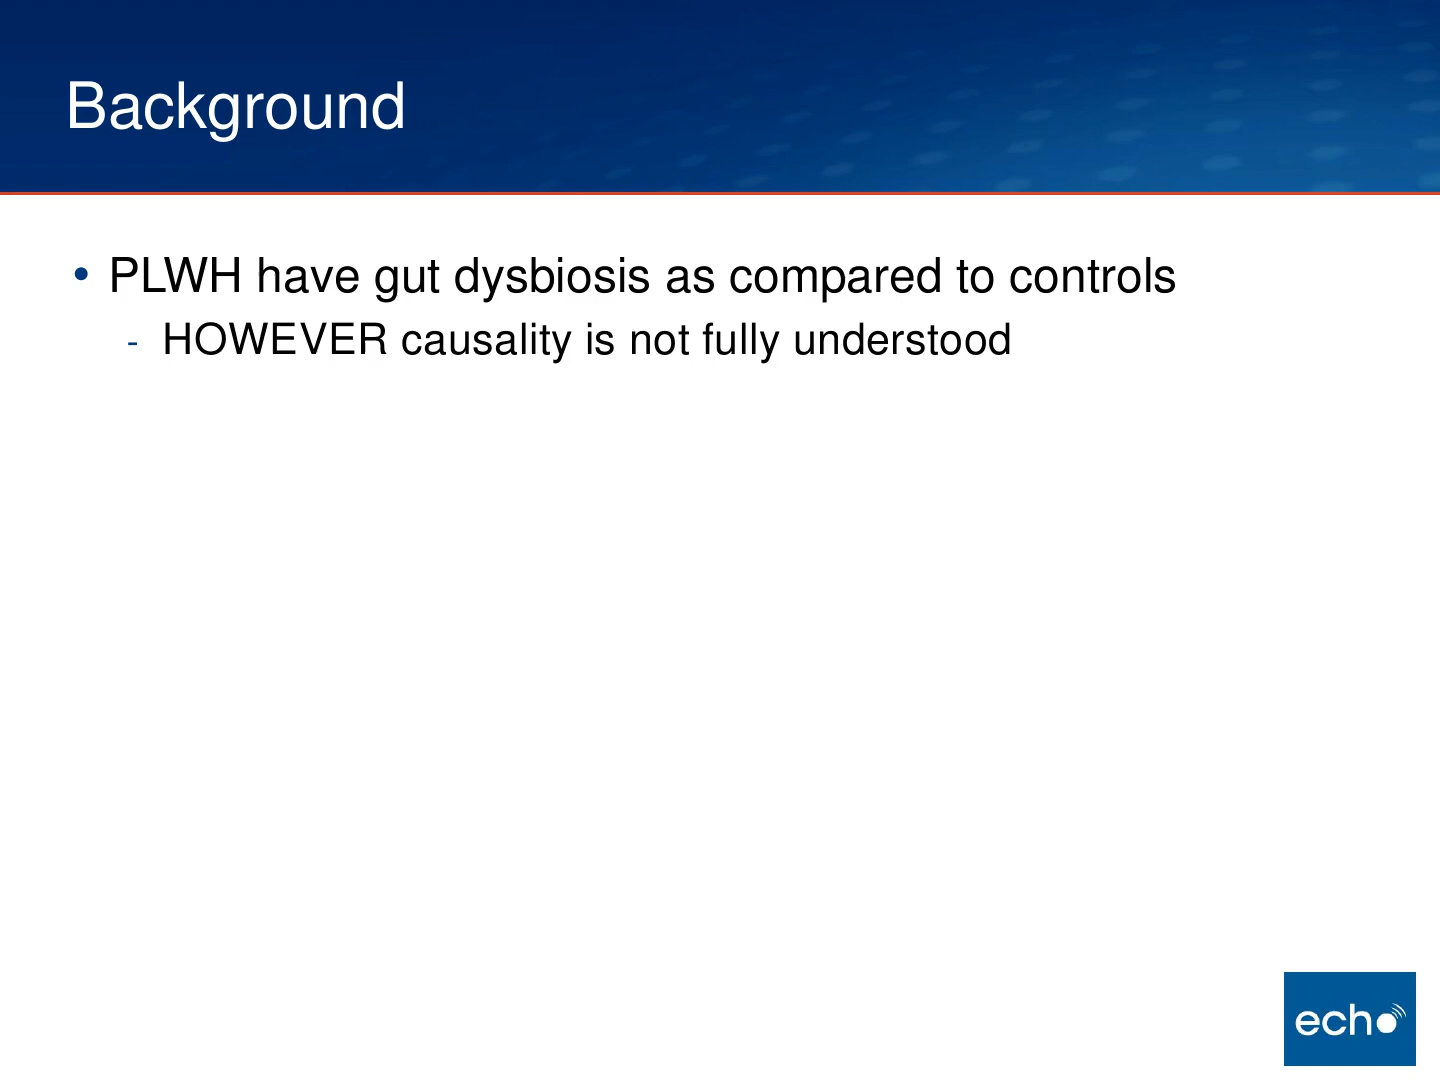 Background
• PLWH have gut dysbiosis as compared to controls
- HOWEVER causality is not fully understood
echo